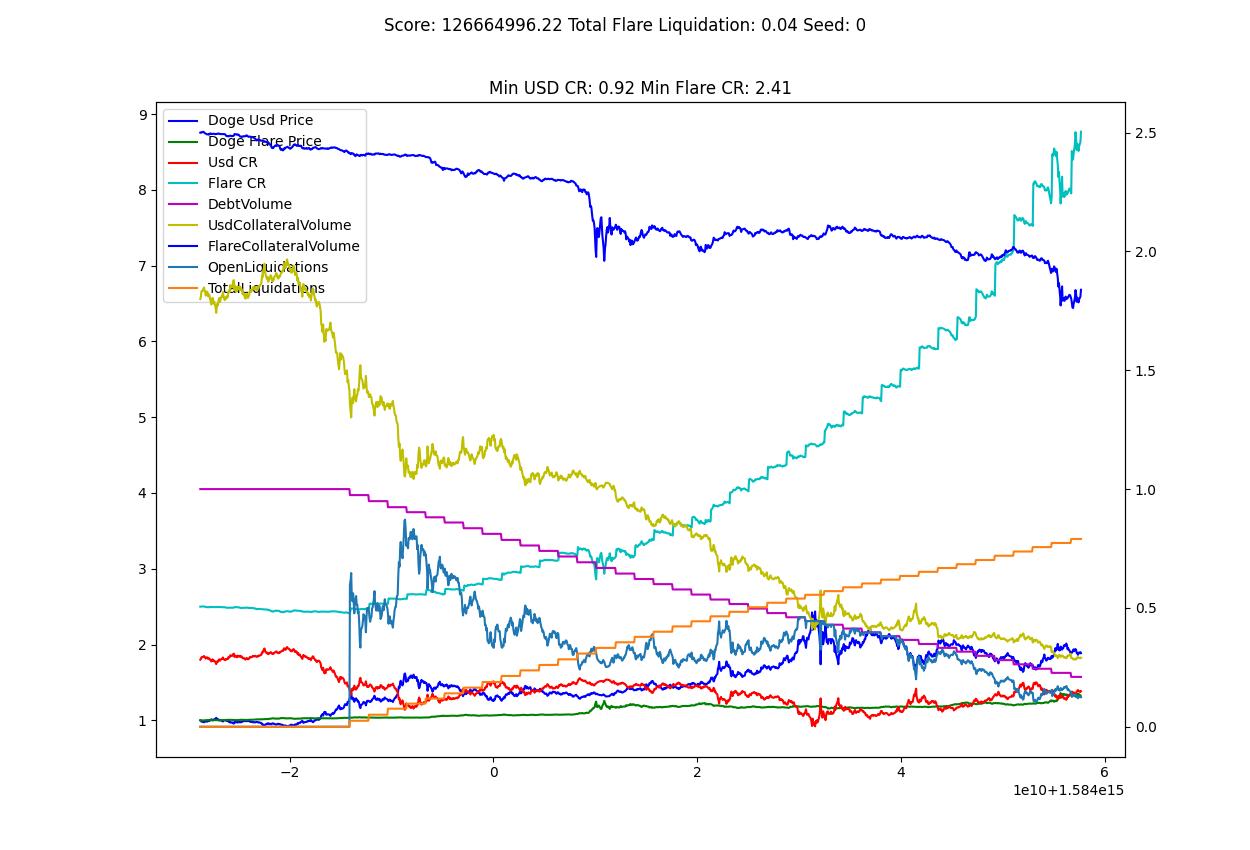 Score: 126664996.22 Total Flare Liquidation: 0.04 Seed: 0
Min USD CR: 0.92 Min Flare CR: 2.41
Doge Usd Price
Doge Flare Price
Usd CR
Flare CR
DebtVolume
UsdCollateralVolume
FlareCollateralVolume
OpenLiquidations
TotalLiquidations
9
8
7
6
5
4
3
2
1
2.5
2.0
1.5
1.0
0.5
0.0
−2
0
2
4
6
1e10+1.584e15